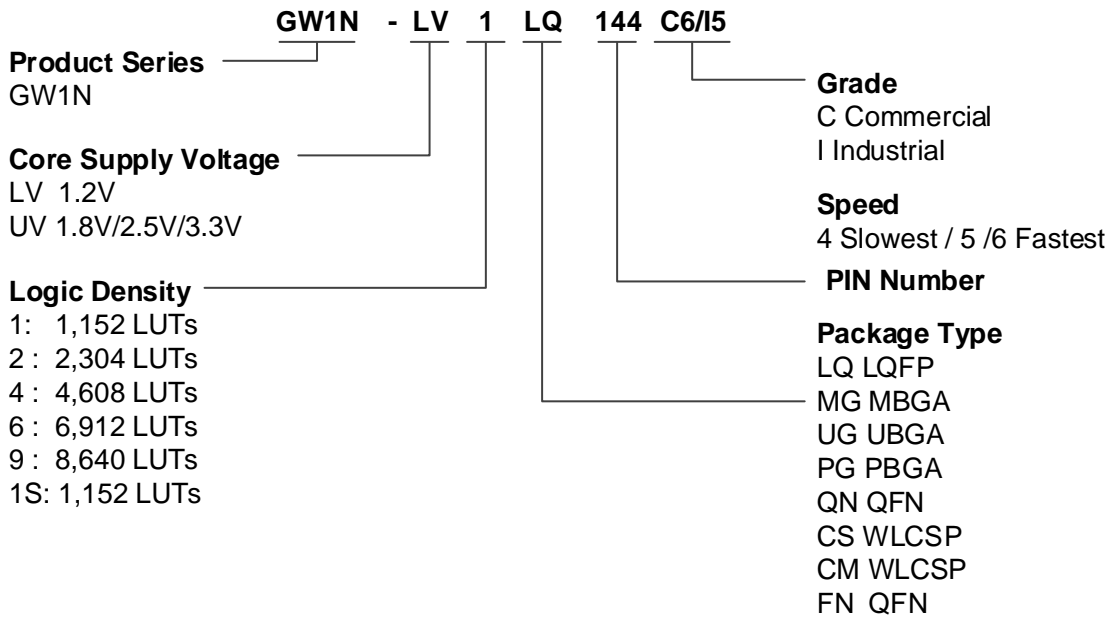 GW1N - LV 1 LQ 144 C6/I5
Product Series
GW1N
Core Supply Voltage
LV 1.2V
UV 1.8V/2.5V/3.3V
Logic Density
1: 1,152 LUTs
2 : 2,304 LUTs
4 : 4,608 LUTs
6 : 6,912 LUTs
9 : 8,640 LUTs
1S: 1,152 LUTs
Grade
C Commercial
I Industrial
Speed
4 Slowest / 5 /6 Fastest
PIN Number
Package Type
LQ LQFP
MG MBGA
UG UBGA
PG PBGA
QN QFN
CS WLCSP
CM WLCSP
FN QFN